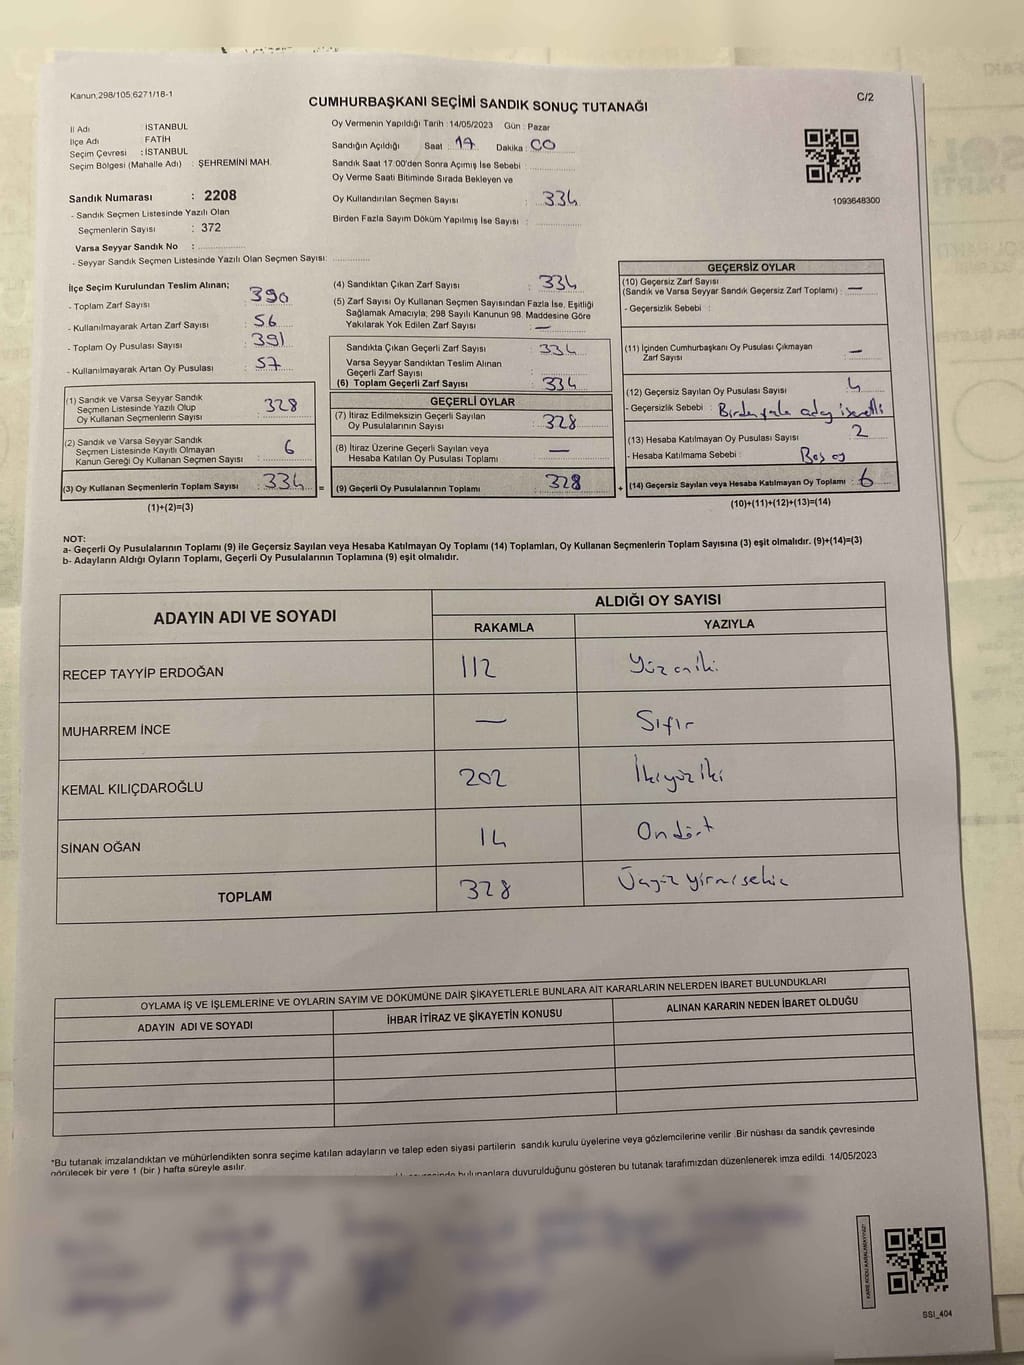 Kanun,298/105,6271/18-1
CUMHURBAŞKANI SEÇİMİ SANDIK SONUÇ TUTANAĞI
C/2
İl Adı : İSTANBUL
İlçe Adı : FATİH
Seçim Çevresi : İSTANBUL
Seçim Bölgesi (Mahalle Adı) : ŞEHREMİNİ MAH.
Sandık Numarası : 2208
- Sandık Seçmen Listesinde Yazılı Olan
Seçmenlerin Sayısı : 372
Varsa Seyyar Sandık No :
- Seyyar Sandık Seçmen Listesinde Yazılı Olan Seçmen Sayısı:
Oy Vermenin Yapıldığı Tarih :14/05/2023 Gün : Pazar
Sandığın Açıldığı Saat : 17 Dakika : 00
Sandık Saat 17 00'den Sonra Açımış İse Sebebi :
Oy Verme Saati Bitiminde Sırada Bekleyen ve
Oy Kullandırılan Seçmen Sayısı : 334
Birden Fazla Sayım Döküm Yapılmış İse Sayısı :
1093648300
İlçe Seçim Kurulundan Teslim Alınan;
- Toplam Zarf Sayısı : 390
- Kullanılmayarak Artan Zarf Sayısı : 56
- Toplam Oy Pusulası Sayısı : 391
- Kullanılmayarak Artan Oy Pusulası : 57
(1) Sandık ve Varsa Seyyar Sandık
Seçmen Listesinde Yazılı Olup
Oy Kullanan Seçmenlerin Sayısı : 328
(2) Sandık ve Varsa Seyyar Sandık
Seçmen Listesinde Kayıtlı Olmayan
Kanun Gereği Oy Kullanan Seçmen Sayısı : 6
(3) Oy Kullanan Seçmenlerin Toplam Sayısı : 334 =
(1)+(2)=(3)
(4) Sandıktan Çıkan Zarf Sayısı : 334
(5) Zarf Sayısı Oy Kullanan Seçmen Sayısından Fazla İse, Eşitliği
Sağlamak Amacıyla; 298 Sayılı Kanunun 98. Maddesine Göre
Yakılarak Yok Edilen Zarf Sayısı : —
Sandıkta Çıkan Geçerli Zarf Sayısı : 334
Varsa Seyyar Sandıktan Teslim Alınan
Geçerli Zarf Sayısı :
(6) Toplam Geçerli Zarf Sayısı : 334
GEÇERLİ OYLAR
(7) İtiraz Edilmeksizin Geçerli Sayılan
Oy Pusulalarının Sayısı : 328
(8) İtiraz Üzerine Geçerli Sayılan veya
Hesaba Katılan Oy Pusulası Toplamı : —
(9) Geçerli Oy Pusulalarının Toplamı : 328 +
GEÇERSİZ OYLAR
(10) Geçersiz Zarf Sayısı
(Sandık ve Varsa Seyyar Sandık Geçersiz Zarf Toplamı) : —
- Geçersizlik Sebebi :
(11) İçinden Cumhurbaşkanı Oy Pusulası Çıkmayan
Zarf Sayısı : —
(12) Geçersiz Sayılan Oy Pusulası Sayısı : 4
- Geçersizlik Sebebi : Birden fazla aday işaretli
(13) Hesaba Katılmayan Oy Pusulası Sayısı : 2
- Hesaba Katılmama Sebebi : Boş oy
(14) Geçersiz Sayılan veya Hesaba Katılmayan Oy Toplamı : 6
(10)+(11)+(12)+(13)=(14)
NOT:
a- Geçerli Oy Pusulalarının Toplamı (9) ile Geçersiz Sayılan veya Hesaba Katılmayan Oy Toplamı (14) Toplamları, Oy Kullanan Seçmenlerin Toplam Sayısına (3) eşit olmalıdır. (9)+(14)=(3)
b- Adayların Aldığı Oyların Toplamı, Geçerli Oy Pusulalarının Toplamına (9) eşit olmalıdır.
ADAYIN ADI VE SOYADI
ALDIĞI OY SAYISI
RAKAMLA YAZIYLA
RECEP TAYYİP ERDOĞAN 112 Yüzoniki
MUHARREM İNCE — Sıfır
KEMAL KILIÇDAROĞLU 202 İkiyüziki
SİNAN OĞAN 14 Ondört
TOPLAM 328 Üçyüz yirmisekiz
OYLAMA İŞ VE İŞLEMLERİNE VE OYLARIN SAYIM VE DÖKÜMÜNE DAİR ŞİKAYETLERLE BUNLARA AİT KARARLARIN NELERDEN İBARET BULUNDUKLARI
ADAYIN ADI VE SOYADI İHBAR İTİRAZ VE ŞİKAYETİN KONUSU ALINAN KARARIN NEDEN İBARET OLDUĞU
*Bu tutanak imzalandıktan ve mühürlendikten sonra seçime katılan adayların ve talep eden siyasi partilerin sandık kurulu üyelerine veya gözlemcilerine verilir .Bir nüshası da sandık çevresinde
görülecek bir yere 1 (bir ) hafta süreyle asılır.
bulunanlara duyurulduğunu gösteren bu tutanak tarafımızdan düzenlenerek imza edildi. 14/05/2023
SSİ_404